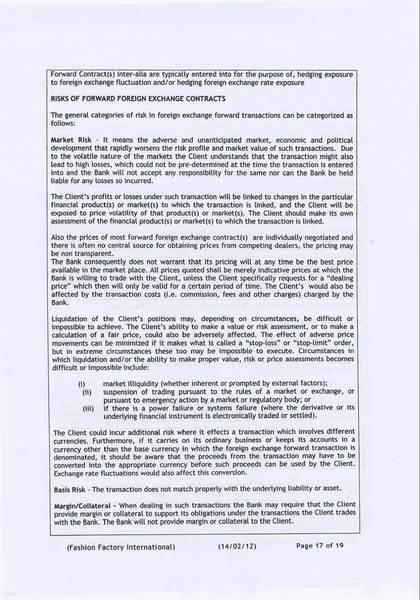 Forward Contract(s) inter-alia are typically entered into for the purpose of, hedging exposure
to foreign exchange fluctuation and/or hedging foreign exchange rate exposure
RISKS OF FORWARD FOREIGN EXCHANGE CONTRACTS
The general categories of risk in foreign exchange forward transactions can be categorized as
follows:
Market Risk - It means the adverse and unanticipated market, economic and political
development that rapidly worsens the risk profile and market value of such transactions. Due
to the volatile nature of the markets the Client understands that the transaction might also
lead to high losses, which could not be pre-determined at the time the transaction is entered
into and the Bank will not accept any responsibility for the same nor can the Bank be held
liable for any losses so incurred.
The Client's profits or losses under such transaction will be linked to changes in the particular
financial product(s) or market(s) to which the transaction is linked, and the Client will be
exposed to price volatility of that product(s) or market(s). The Client should make its own
assessment of the financial product(s) or market(s) to which the transaction is linked.
Also the prices of most forward foreign exchange contract(s) are individually negotiated and
there is often no central source for obtaining prices from competing dealers, the pricing may
be non transparent.
The Bank consequently does not warrant that its pricing will at any time be the best price
available in the market place. All prices quoted shall be merely indicative prices at which the
Bank is willing to trade with the Client, unless the Client specifically requests for a "dealing
price" which then will only be valid for a certain period of time. The Client's would also be
affected by the transaction costs (i.e. commission, fees and other charges) charged by the
Bank.
Liquidation of the Client's positions may, depending on circumstances, be difficult or
impossible to achieve. The Client's ability to make a value or risk assessment, or to make a
calculation of a fair price, could also be adversely affected. The effect of adverse price
movements can be minimized if it makes what is called a "stop-loss" or "stop-limit" order,
but in extreme circumstances these too may be impossible to execute. Circumstances in
which liquidation and/or the ability to make proper value, risk or price assessments becomes
difficult or impossible include:
(i) market illiquidity (whether inherent or prompted by external factors);
(ii) suspension of trading pursuant to the rules of a market or exchange, or
pursuant to emergency action by a market or regulatory body; or
(iii) if there is a power failure or systems failure (where the derivative or its
underlying financial instrument is electronically traded or settled).
The Client could incur additional risk where it effects a transaction which involves different
currencies. Furthermore, if it carries on its ordinary business or keeps its accounts in a
currency other than the base currency in which the foreign exchange forward transaction is
denominated, it should be aware that the proceeds from the transaction may have to be
converted into the appropriate currency before such proceeds can be used by the Client.
Exchange rate fluctuations would also affect this conversion.
Basis Risk - The transaction does not match properly with the underlying liability or asset.
Margin/Collateral - When dealing in such transactions the Bank may require that the Client
provide margin or collateral to support its obligations under the transactions the Client trades
with the Bank. The Bank will not provide margin or collateral to the Client.
(Fashion Factory International) (14/02/12) Page 17 of 19